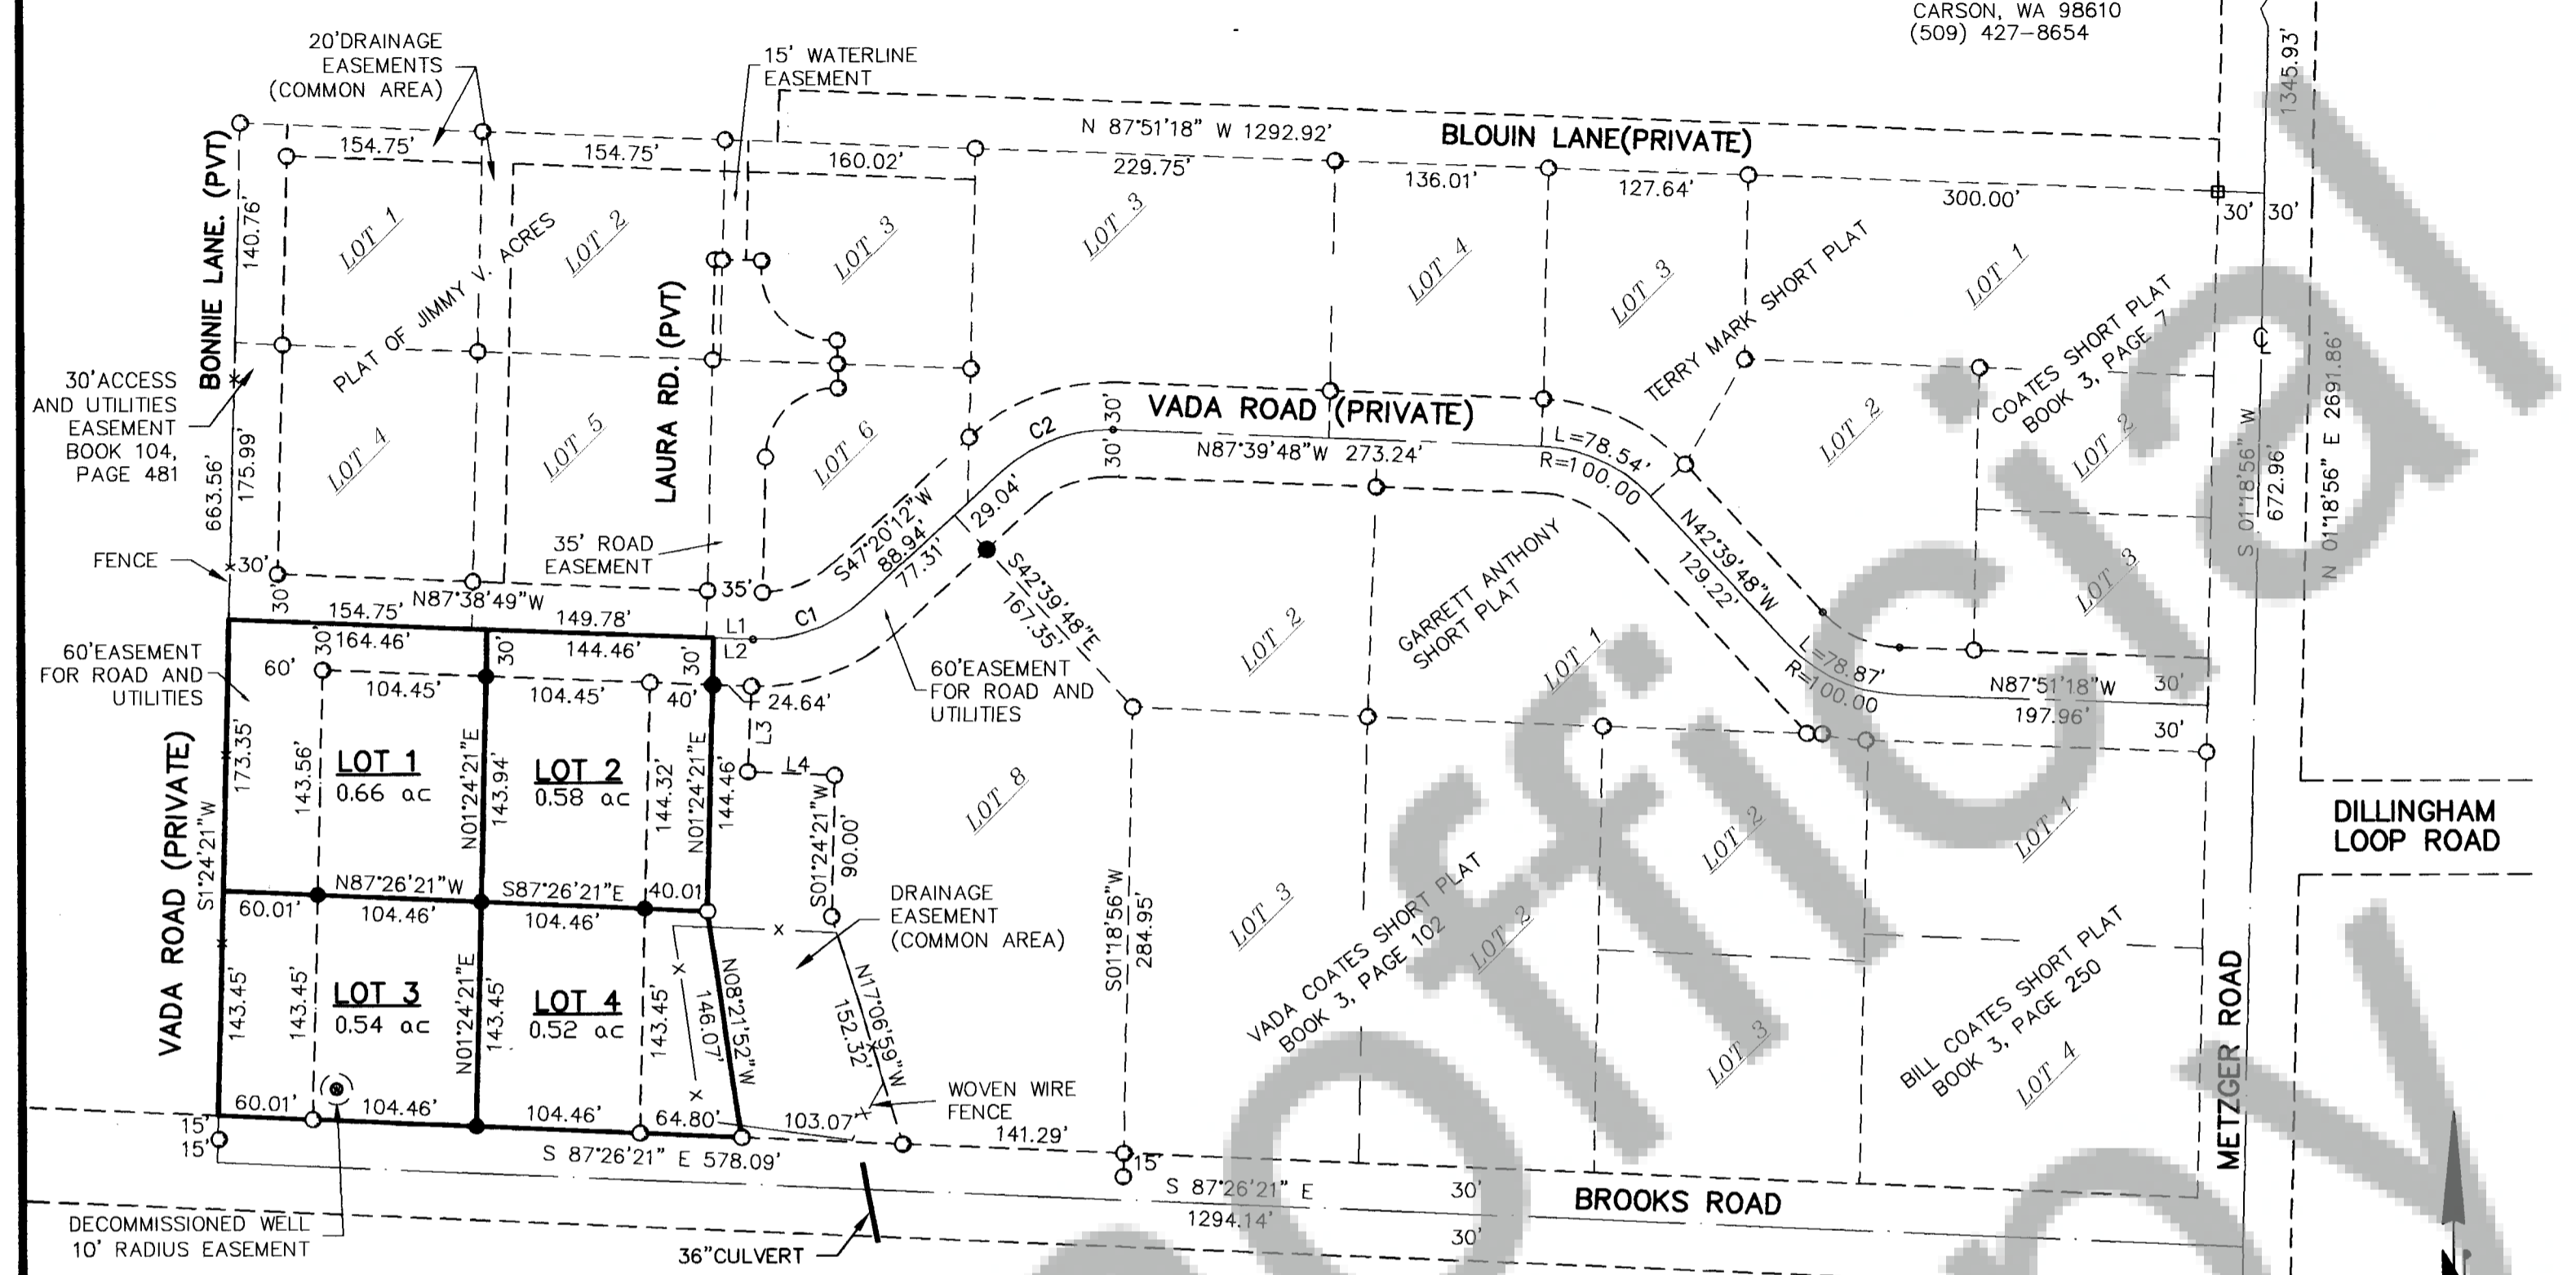 CARSON, WA 98610
(509) 427-8654
20'DRAINAGE
EASEMENTS
(COMMON AREA)
15' WATERLINE
EASEMENT
N 87°51'18" W 1292.92'
BLOUIN LANE(PRIVATE)
1345.93'
154.75'
154.75'
160.02'
229.75'
136.01'
127.64'
300.00'
30'
30'
BONNIE LANE. (PVT)
140.76'
LOT 1
LOT 2
LOT 3
LOT 3
LOT 4
LOT 3
LOT 1
PLAT OF JIMMY V. ACRES
LAURA RD. (PVT)
TERRY MARK SHORT PLAT
COATES SHORT PLAT
BOOK 3, PAGE 7
30'ACCESS
AND UTILITIES
EASEMENT
BOOK 104,
PAGE 481
663.56'
175.99'
LOT 4
LOT 5
LOT 6
C2
30'
30'
VADA ROAD (PRIVATE)
N87°39'48"W 273.24'
L=78.54'
R=100.00
LOT 2
LOT 2
S 01°18'56" W
672.96'
N 01°18'56" E 2691.86'
FENCE
30'
30'
35' ROAD
EASEMENT
35'
S47°20'12"W
88.94'
77.31'
29.04'
S42°39'48"E
167.35'
N42°39'48"W
129.22'
GARRETT ANTHONY
SHORT PLAT
LOT 3
154.75'
N87°38'49"W
149.78'
L1
L2
C1
164.46'
144.46'
30'
30'
30'
60'EASEMENT
FOR ROAD AND
UTILITIES
60'
104.45'
104.45'
40'
24.64'
60'EASEMENT
FOR ROAD AND
UTILITIES
LOT 2
LOT 1
L=78.87'
R=100.00
N87°51'18"W
197.96'
30'
30'
VADA ROAD (PRIVATE)
S1°24'21"W
173.35'
143.56'
LOT 1
0.66 ac
N01°24'21"E
143.94'
LOT 2
0.58 ac
144.32'
N01°24'21"E
144.46'
L3
L4
S01°24'21"W
90.00'
LOT 8
LOT 2
LOT 1
DILLINGHAM
LOOP ROAD
60.01'
N87°26'21"W
104.46'
S87°26'21"E
104.46'
40.01
DRAINAGE
EASEMENT
(COMMON AREA)
S01°18'56"W
284.95'
LOT 3
VADA COATES SHORT PLAT
BOOK 3, PAGE 102
LOT 2
143.45'
143.45'
LOT 3
0.54 ac
N01°24'21"E
143.45'
LOT 4
0.52 ac
143.45'
146.07'
N08°21'52"W
N17°06'59"W
152.32'
LOT 3
BILL COATES SHORT PLAT
BOOK 3, PAGE 250
LOT 4
METZGER ROAD
60.01'
104.46'
104.46'
64.80'
103.07'
WOVEN WIRE
FENCE
141.29'
15'
15'
S 87°26'21" E 578.09'
15'
S 87°26'21" E
1294.14'
30'
30'
BROOKS ROAD
DECOMMISSIONED WELL
10' RADIUS EASEMENT
36"CULVERT
Unofficial